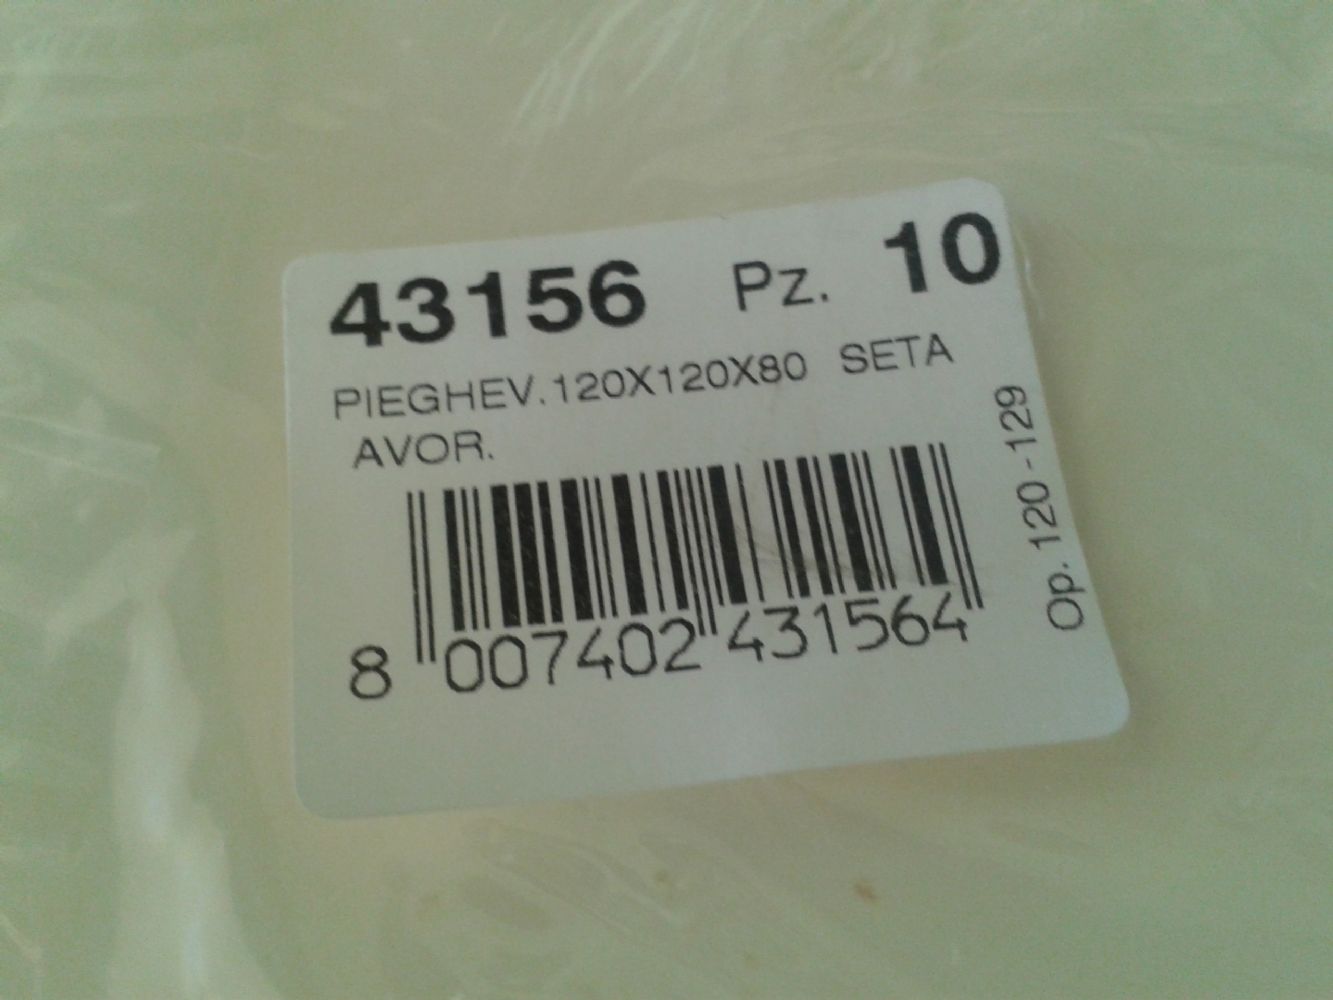 43156 Pz. 10
PIEGHEV.120X120X80 SETA
AVOR.
8 007402 431564
Op. 120-129